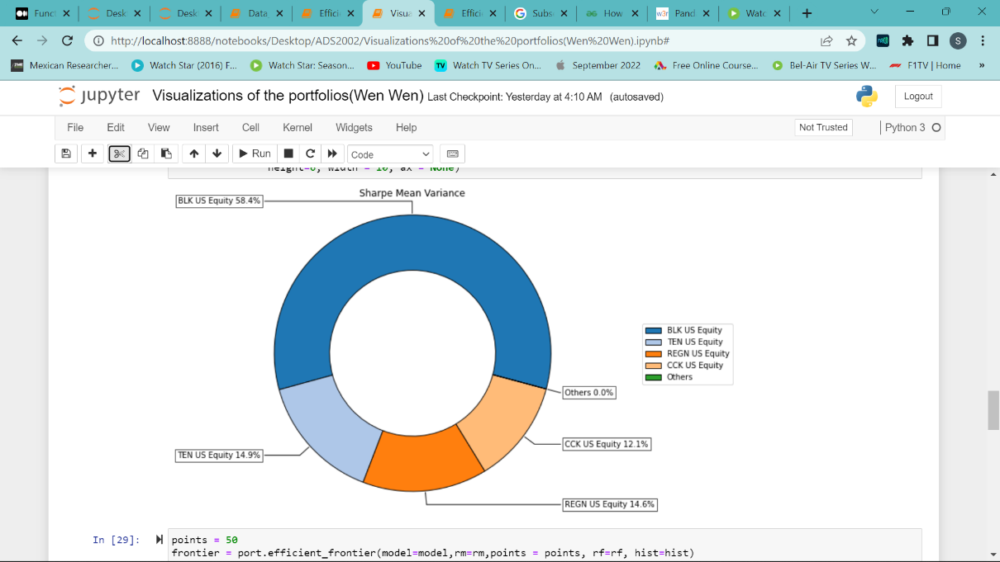 Funct
Desk
Desk
Data
Effici
Visua
Effici
Subs
How
w3r Pand
Watc
http://localhost:8888/notebooks/Desktop/ADS2002/Visualizations%20of%20the%20portfolios(Wen%20Wen).ipynb#
S
Mexican Researcher...
Watch Star (2016) F...
Watch Star: Season...
YouTube
Watch TV Series On...
September 2022
Free Online Course...
Bel-Air TV Series W...
F1TV | Home
»
jupyter Visualizations of the portfolios(Wen Wen) Last Checkpoint: Yesterday at 4:10 AM (autosaved)
Logout
File Edit View Insert Cell Kernel Widgets Help
Not Trusted
Python 3
Run
Code
height=6, width = 10, ax = None)
Sharpe Mean Variance
BLK US Equity 58.4%
BLK US Equity
TEN US Equity
REGN US Equity
CCK US Equity
Others
Others 0.0%
CCK US Equity 12.1%
TEN US Equity 14.9%
REGN US Equity 14.6%
In [29]:
points = 50
frontier = port.efficient_frontier(model=model,rm=rm,points = points, rf=rf, hist=hist)